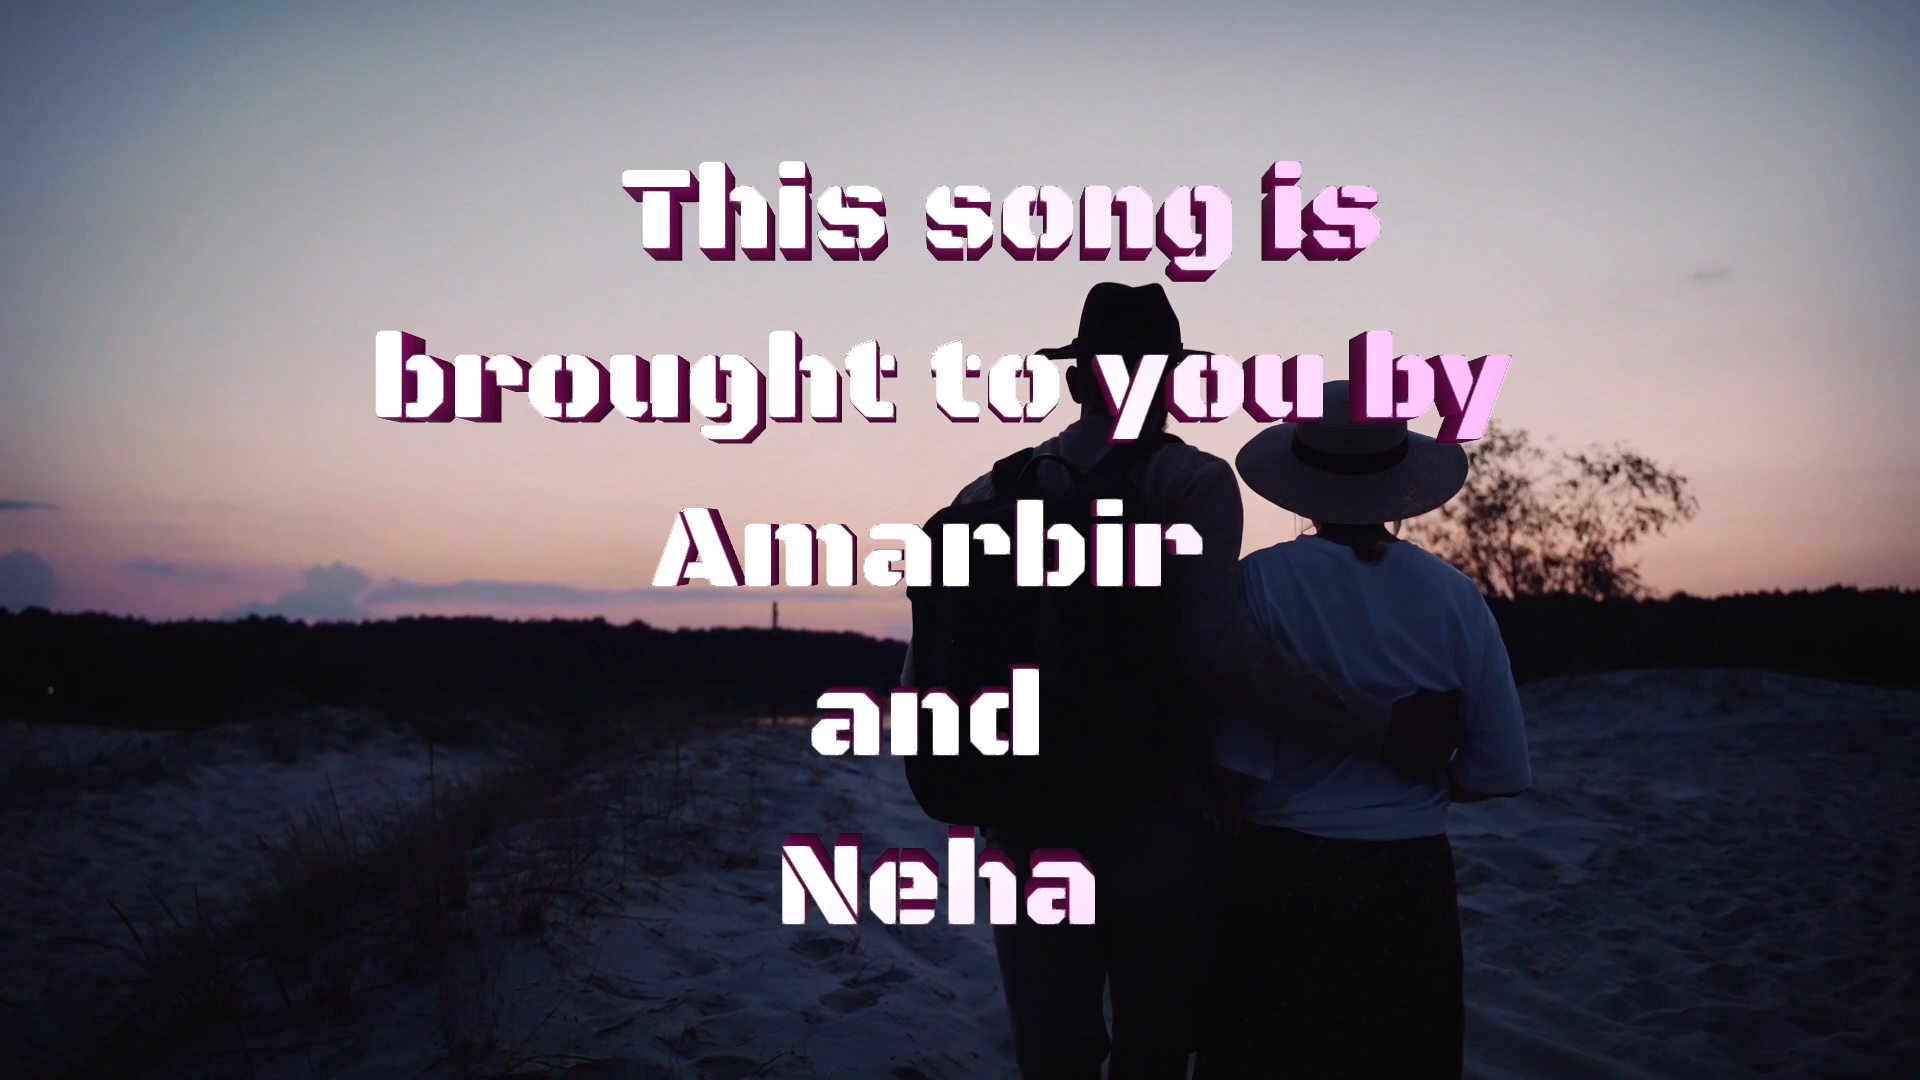 This song is
brought to you by
Amarbir
and
Neha